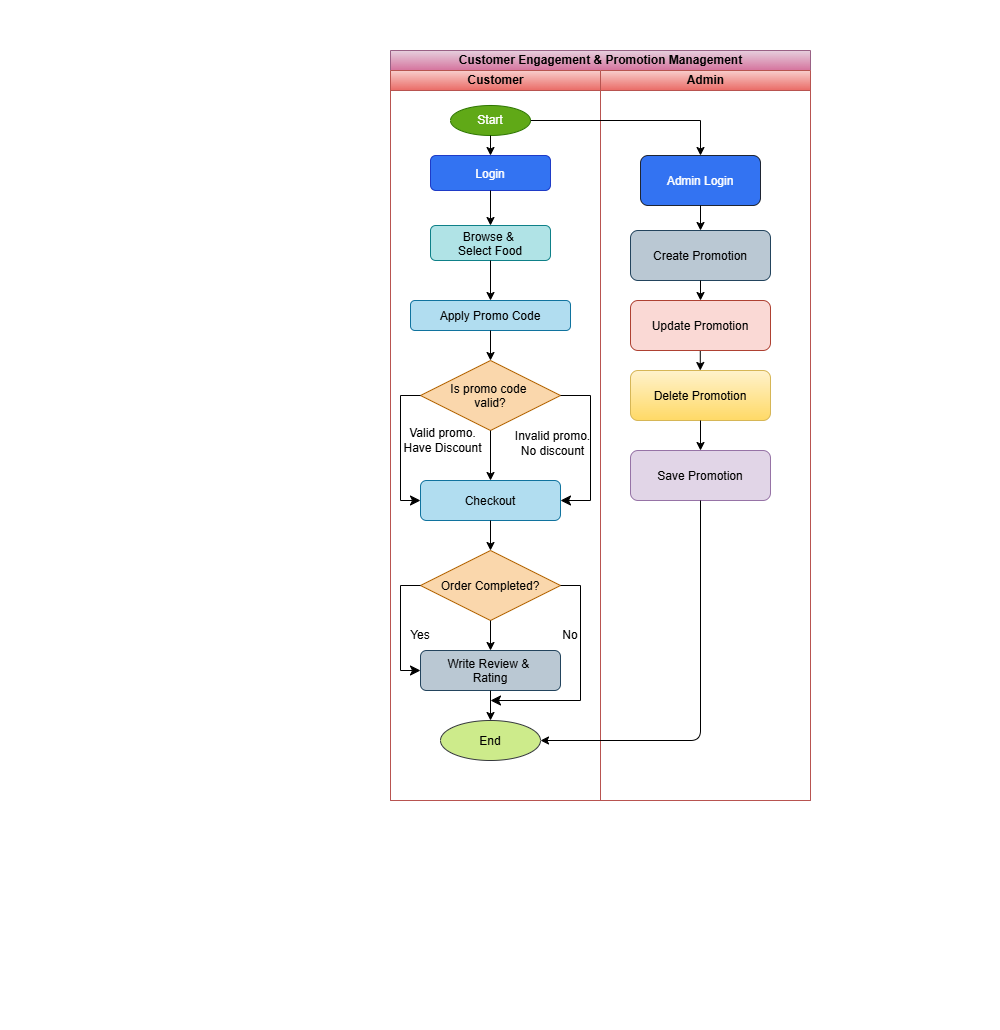 Customer Engagement & Promotion Management
Customer
Admin
Start
Login
Admin Login
Browse &
Select Food
Create Promotion
Apply Promo Code
Update Promotion
Is promo code
valid?
Delete Promotion
Valid promo.
Have Discount
Invalid promo.
No discount
Checkout
Save Promotion
Order Completed?
Yes
No
Write Review &
Rating
End